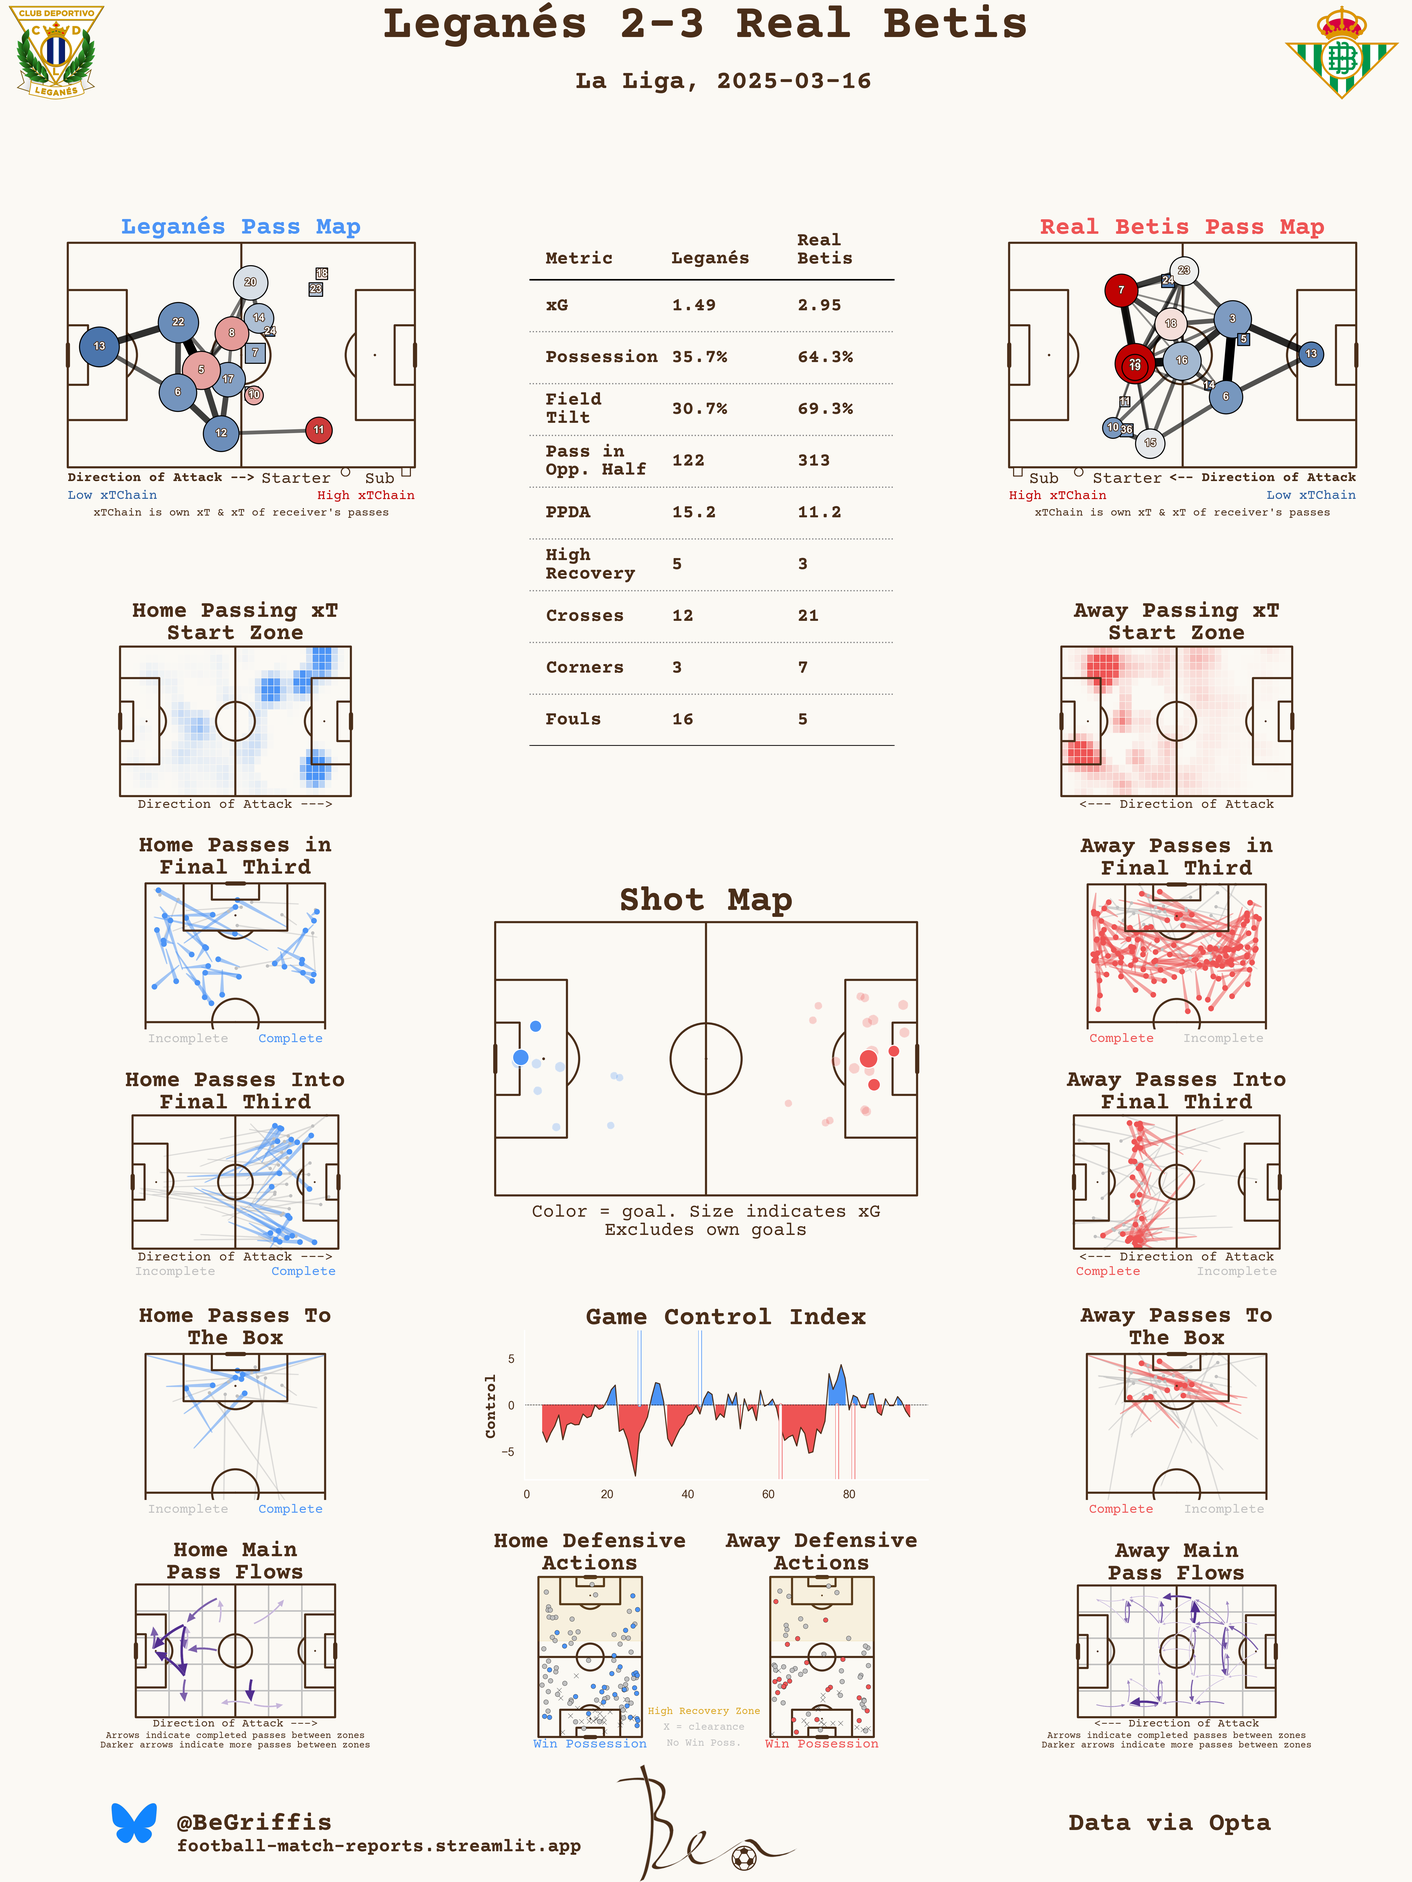 Leganés 2-3 Real Betis
La Liga, 2025-03-16
CLUB DEPORTIVO
LEGANÉS
Leganés Pass Map
20
18
23
22
14
24
8
13
7
5
17
6
10
12
11
Direction of Attack --> Starter Sub
Low xTChain High xTChain
xTChain is own xT & xT of receiver's passes
Metric Leganés Real Betis
xG 1.49 2.95
Possession 35.7% 64.3%
Field Tilt 30.7% 69.3%
Pass in Opp. Half 122 313
PPDA 15.2 11.2
High Recovery 5 3
Crosses 12 21
Corners 3 7
Fouls 16 5
Real Betis Pass Map
23
24
7
18
3
5
13
16
19
14
6
11
10
36
15
Sub Starter <-- Direction of Attack
High xTChain Low xTChain
xTChain is own xT & xT of receiver's passes
Home Passing xT
Start Zone
Direction of Attack --->
Away Passing xT
Start Zone
<--- Direction of Attack
Home Passes in
Final Third
Incomplete Complete
Away Passes in
Final Third
Complete Incomplete
Shot Map
Color = goal. Size indicates xG
Excludes own goals
Home Passes Into
Final Third
Direction of Attack --->
Incomplete Complete
Away Passes Into
Final Third
<--- Direction of Attack
Complete Incomplete
Home Passes To
The Box
Incomplete Complete
Game Control Index
Control
5
0
−5
0 20 40 60 80
Away Passes To
The Box
Complete Incomplete
Home Main
Pass Flows
Direction of Attack --->
Arrows indicate completed passes between zones
Darker arrows indicate more passes between zones
Home Defensive
Actions
Win Possession
High Recovery Zone
X = clearance
No Win Poss.
Away Defensive
Actions
Win Possession
Away Main
Pass Flows
<--- Direction of Attack
Arrows indicate completed passes between zones
Darker arrows indicate more passes between zones
@BeGriffis
football-match-reports.streamlit.app
Ben
Data via Opta